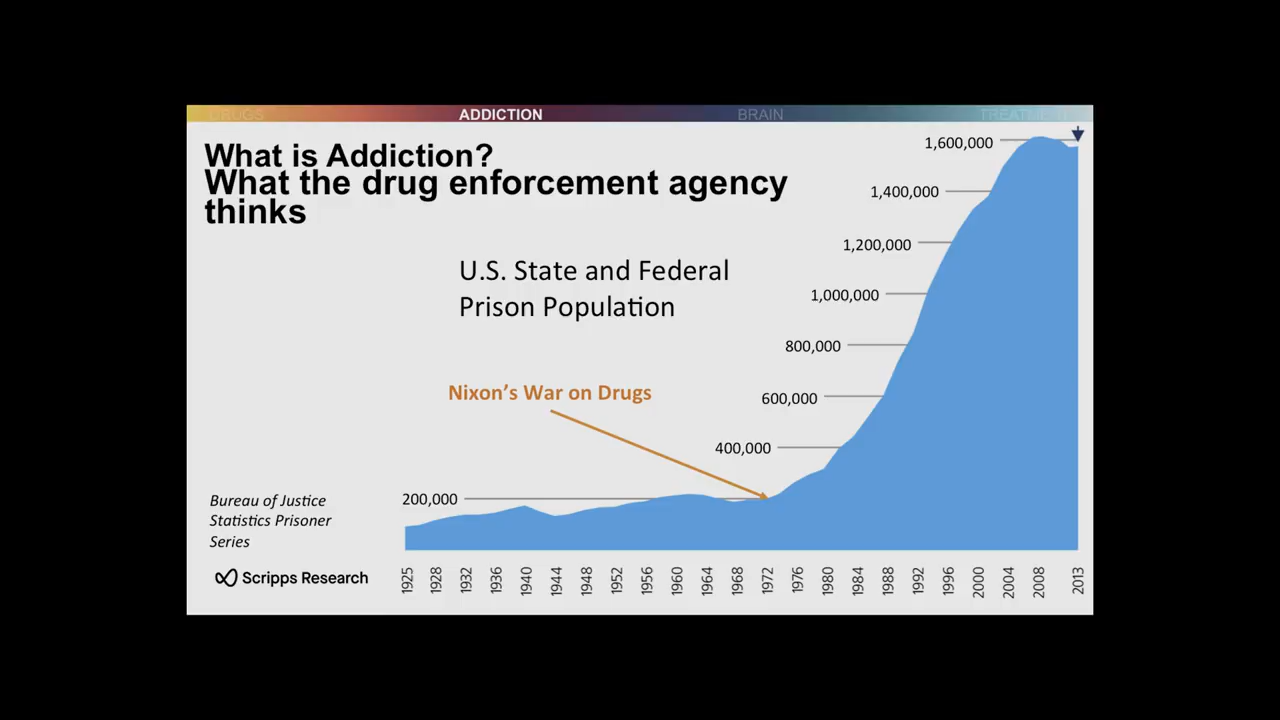 DRUGS
ADDICTION
BRAIN
TREATMENT
What is Addiction?
What the drug enforcement agency
thinks
U.S. State and Federal
Prison Population
Nixon's War on Drugs
1,600,000
1,400,000
1,200,000
1,000,000
800,000
600,000
400,000
200,000
Bureau of Justice
Statistics Prisoner
Series
Scripps Research
1925
1928
1932
1936
1940
1944
1948
1952
1956
1960
1964
1968
1972
1976
1980
1984
1988
1992
1996
2000
2004
2008
2013